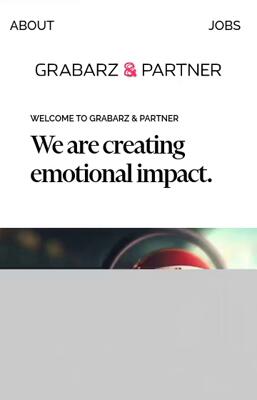 ABOUT JOBS
GRABARZ & PARTNER
WELCOME TO GRABARZ & PARTNER
We are creating
emotional impact.